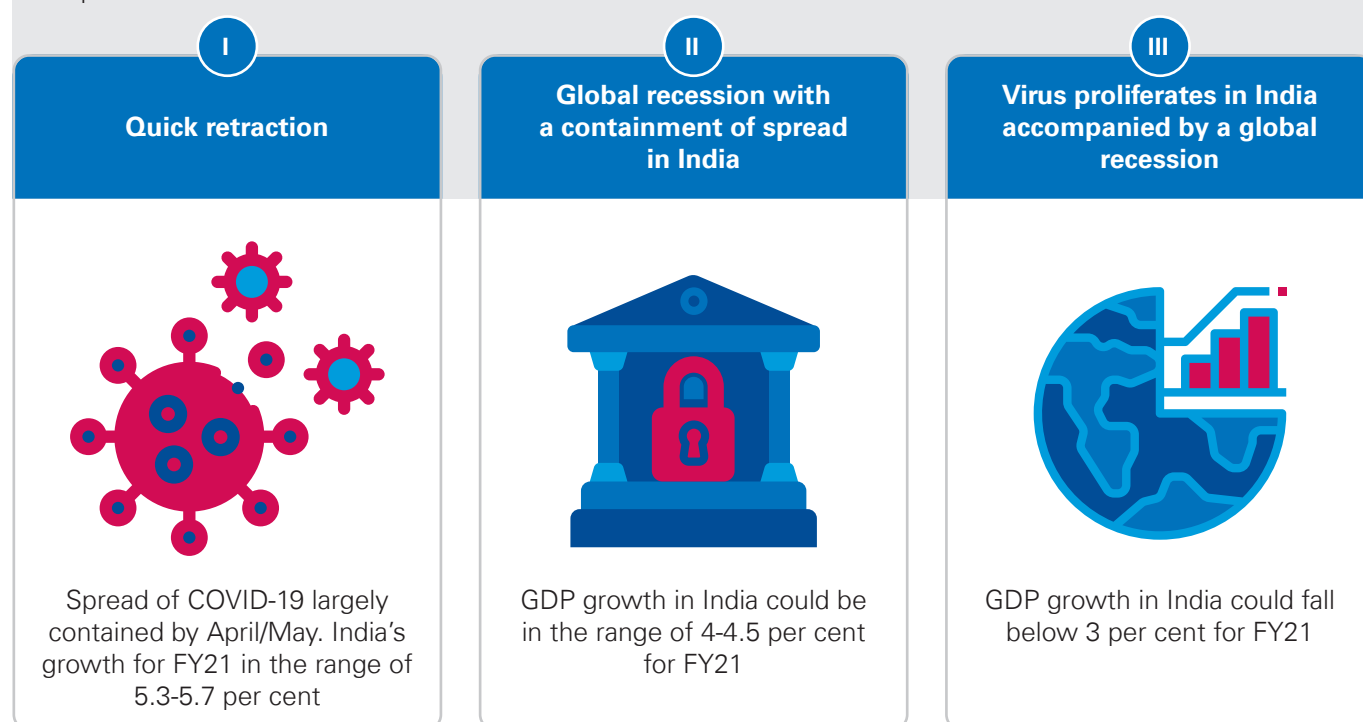 I
Quick retraction
Spread of COVID-19 largely
contained by April/May. India’s
growth for FY21 in the range of
5.3-5.7 per cent
II
Global recession with
a containment of spread
in India
GDP growth in India could be
in the range of 4-4.5 per cent
for FY21
III
Virus proliferates in India
accompanied by a global
recession
GDP growth in India could fall
below 3 per cent for FY21